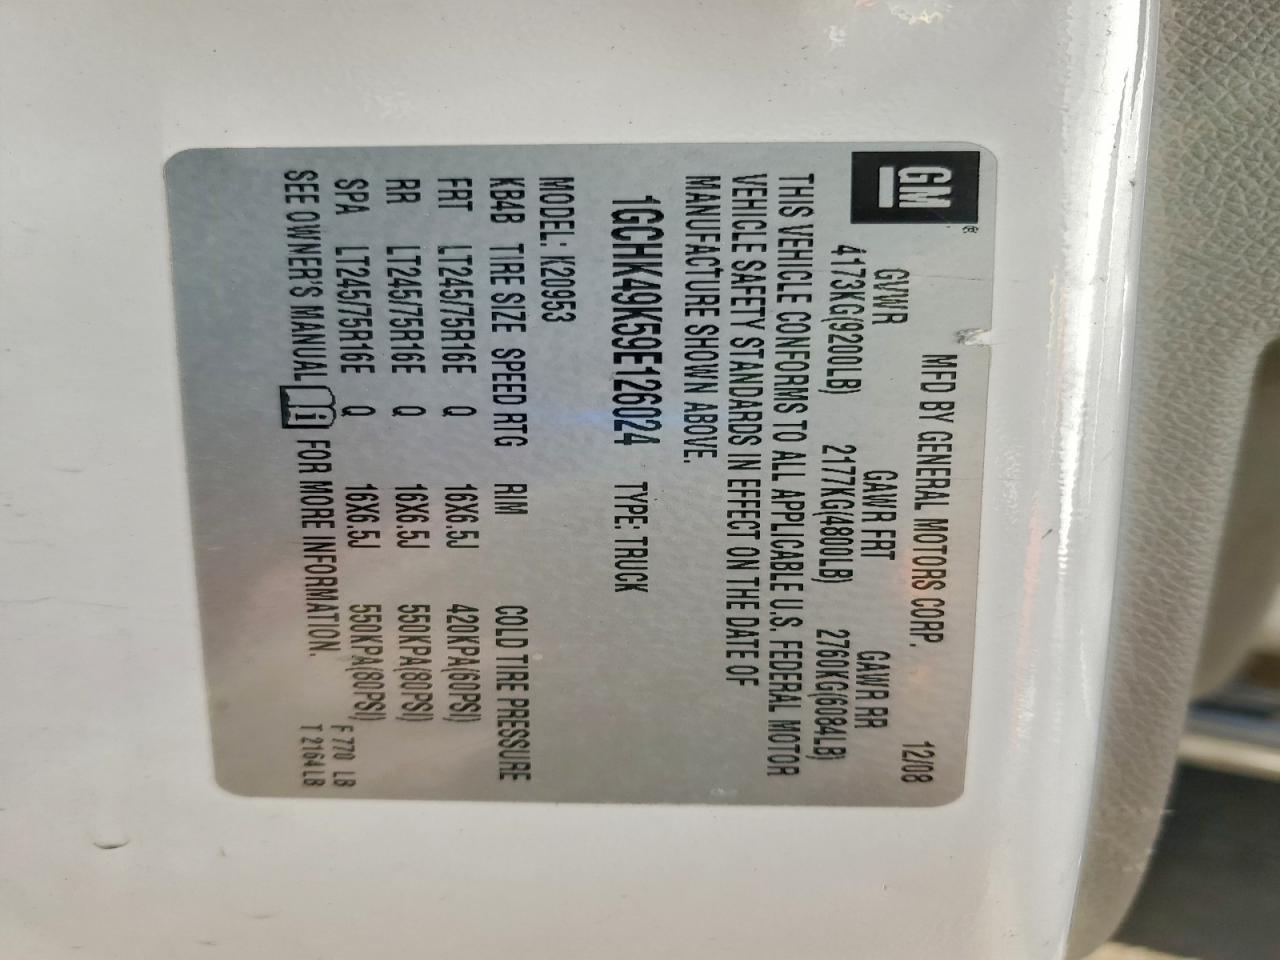 GM®
MFD BY GENERAL MOTORS CORP. 12/08
GVWR GAWR FRT GAWR RR
4173KG(9200LB) 2177KG(4800LB) 2760KG(6084LB)
THIS VEHICLE CONFORMS TO ALL APPLICABLE U.S. FEDERAL MOTOR
VEHICLE SAFETY STANDARDS IN EFFECT ON THE DATE OF
MANUFACTURE SHOWN ABOVE.
1GCHK49K59E126024 TYPE: TRUCK
MODEL: K20953
KB4B TIRE SIZE SPEED RTG RIM COLD TIRE PRESSURE
FRT LT245/75R16E Q 16X6.5J 420KPA(60PSI)
RR LT245/75R16E Q 16X6.5J 550KPA(80PSI)
SPA LT245/75R16E Q 16X6.5J 550KPA(80PSI)
SEE OWNER'S MANUAL i FOR MORE INFORMATION.
F 770 LB
T 2164LB